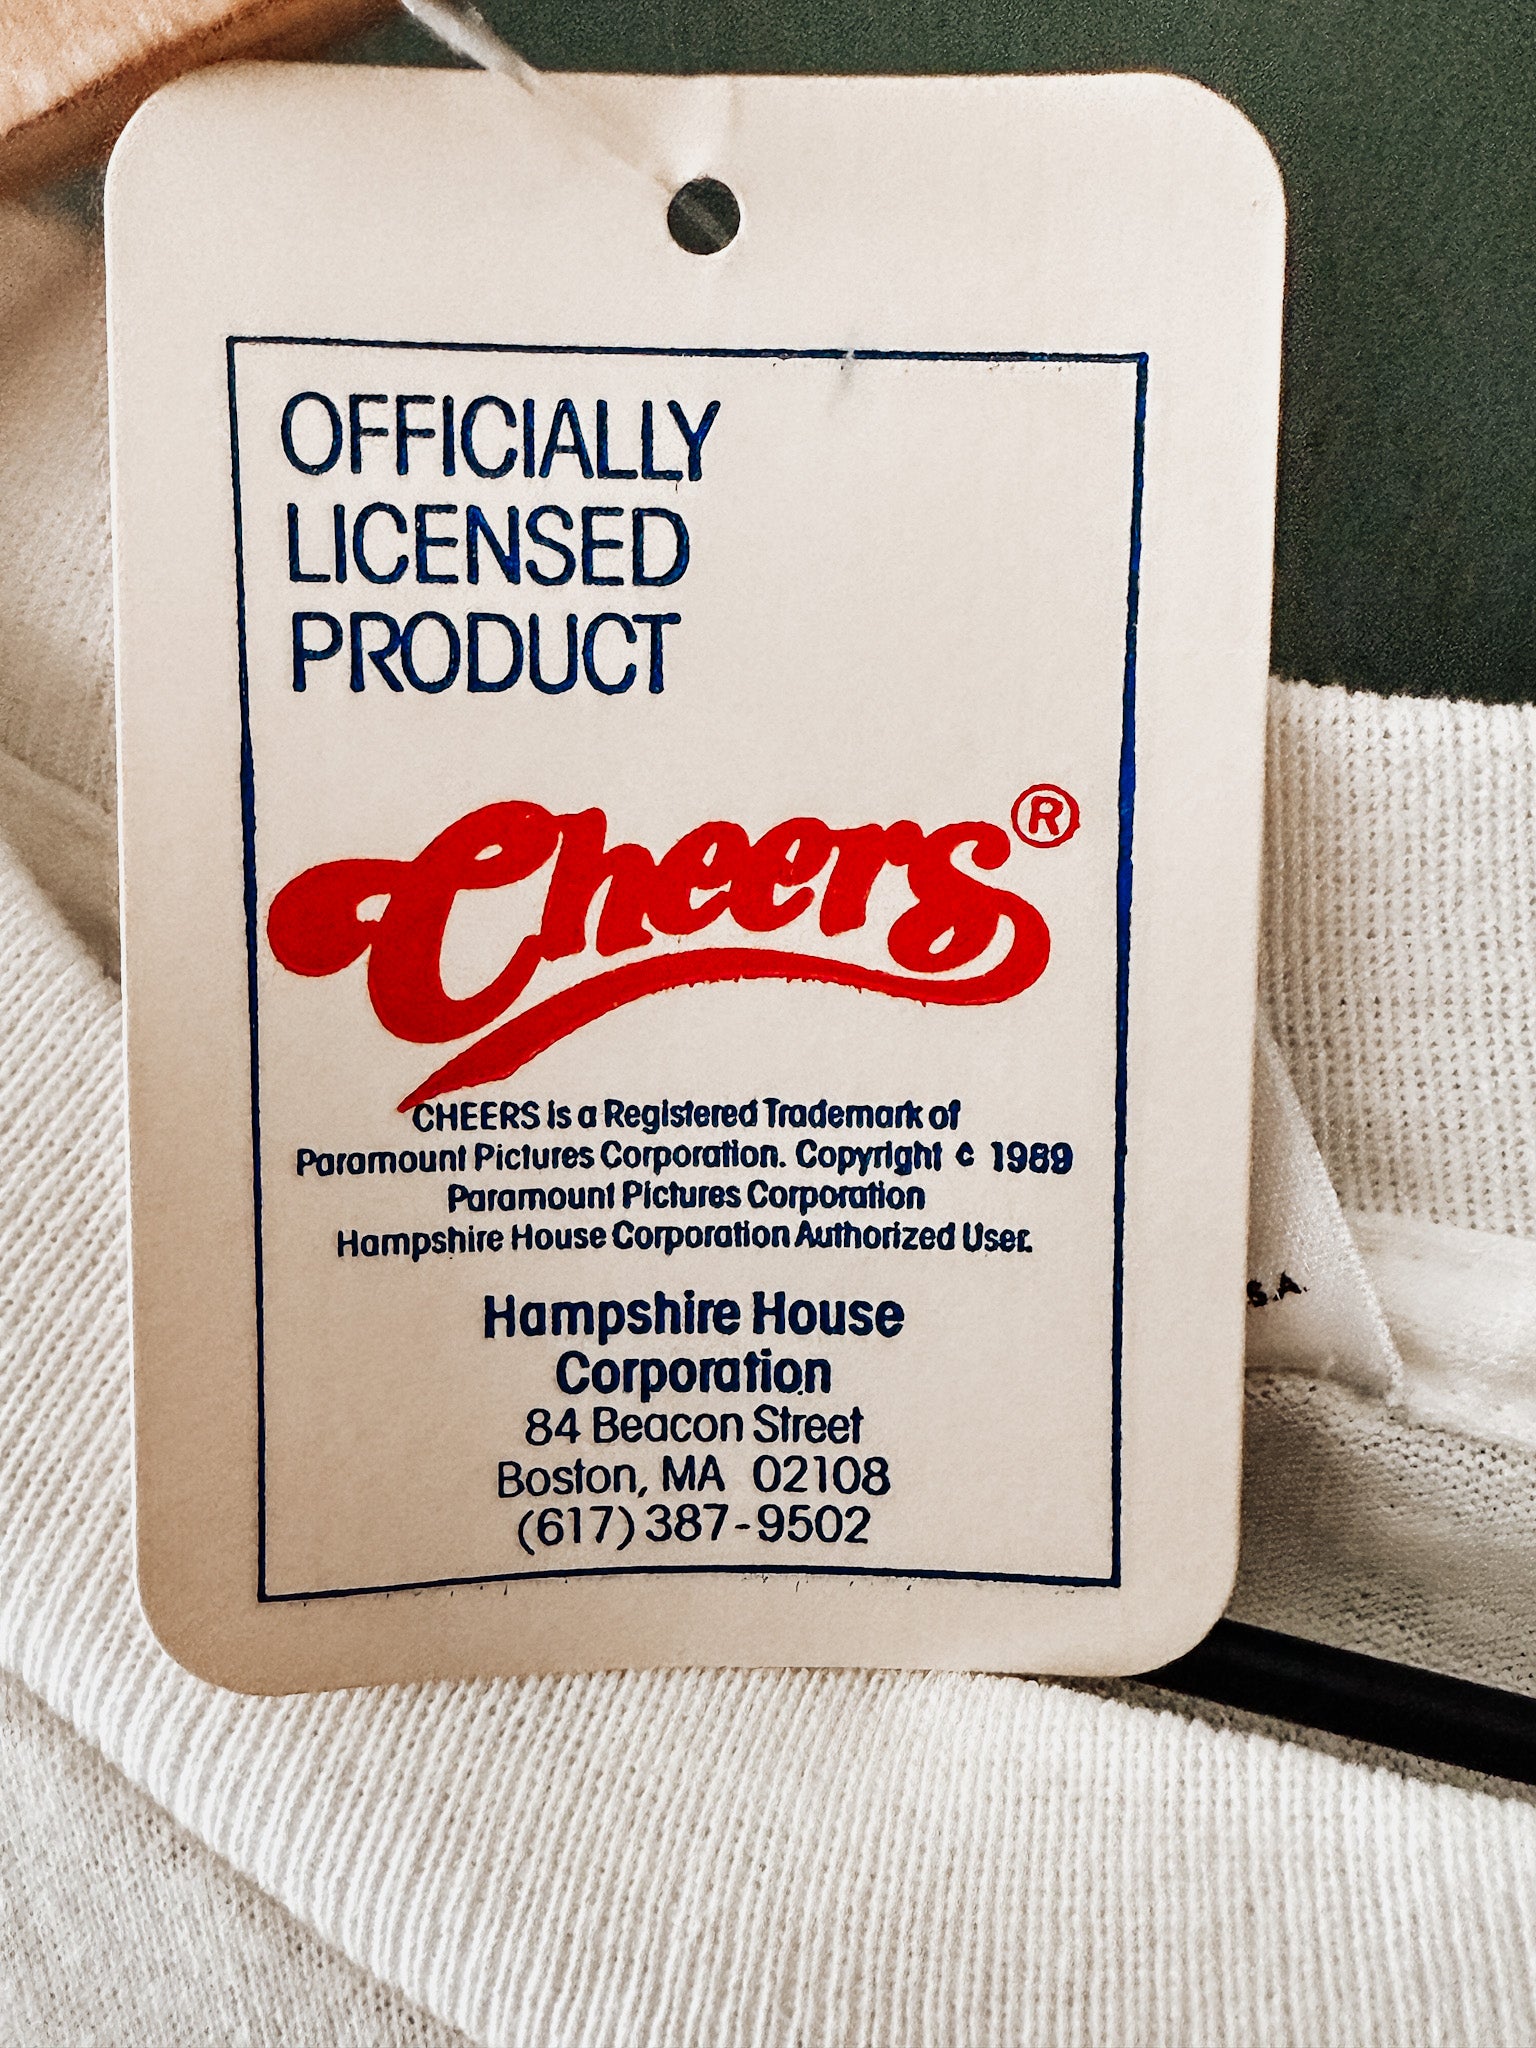 OFFICIALLY
LICENSED
PRODUCT
Cheers®
CHEERS is a Registered Trademark of
Paramount Pictures Corporation. Copyright © 1989
Paramount Pictures Corporation
Hampshire House Corporation Authorized User.
Hampshire House
Corporation
84 Beacon Street
Boston, MA 02108
(617) 387-9502
S.A.